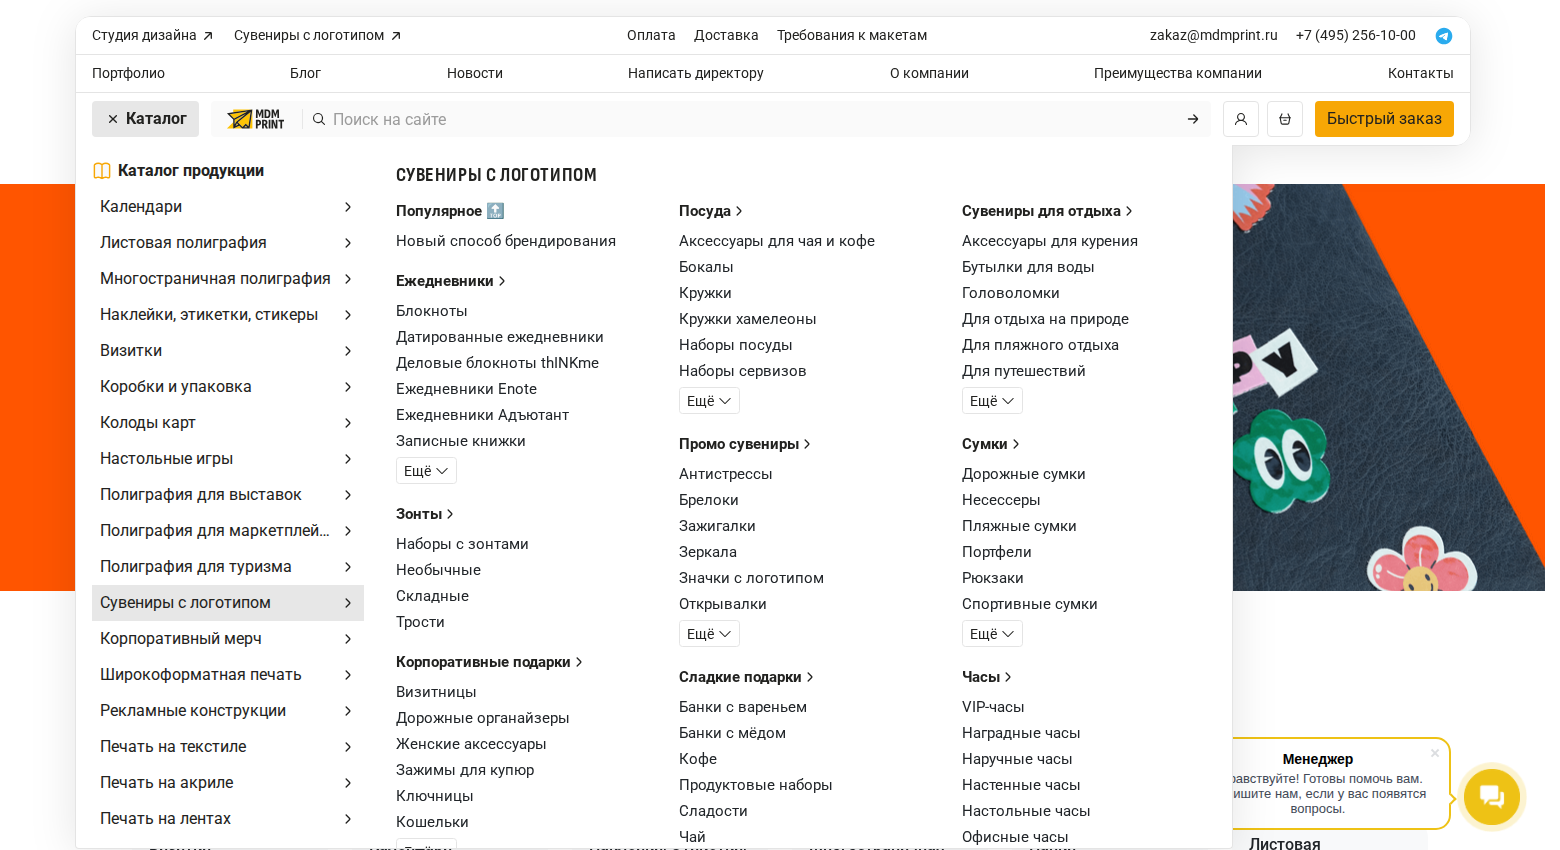 Студия дизайна
Сувениры с логотипом
Оплата
Доставка
Требования к макетам
zakaz@mdmprint.ru
+7 (495) 256-10-00
Портфолио
Блог
Новости
Написать директору
О компании
Преимущества компании
Контакты
Каталог
MDM
PRINT
Поиск на сайте
Быстрый заказ
Каталог продукции
Календари
Листовая полиграфия
Многостраничная полиграфия
Наклейки, этикетки, стикеры
Визитки
Коробки и упаковка
Колоды карт
Настольные игры
Полиграфия для выставок
Полиграфия для маркетплей...
Полиграфия для туризма
Сувениры с логотипом
Корпоративный мерч
Широкоформатная печать
Рекламные конструкции
Печать на текстиле
Печать на акриле
Печать на лентах
СУВЕНИРЫ С ЛОГОТИПОМ
Популярное 🔝
Новый способ брендирования
Ежедневники
Блокноты
Датированные ежедневники
Деловые блокноты thINKme
Ежедневники Enote
Ежедневники Адъютант
Записные книжки
Ещё
Зонты
Наборы с зонтами
Необычные
Складные
Трости
Корпоративные подарки
Визитницы
Дорожные органайзеры
Женские аксессуары
Зажимы для купюр
Ключницы
Кошельки
Посуда
Аксессуары для чая и кофе
Бокалы
Кружки
Кружки хамелеоны
Наборы посуды
Наборы сервизов
Ещё
Промо сувениры
Антистрессы
Брелоки
Зажигалки
Зеркала
Значки с логотипом
Открывалки
Ещё
Сладкие подарки
Банки с вареньем
Банки с мёдом
Кофе
Продуктовые наборы
Сладости
Чай
Сувениры для отдыха
Аксессуары для курения
Бутылки для воды
Головоломки
Для отдыха на природе
Для пляжного отдыха
Для путешествий
Ещё
Сумки
Дорожные сумки
Несессеры
Пляжные сумки
Портфели
Рюкзаки
Спортивные сумки
Ещё
Часы
VIP-часы
Наградные часы
Наручные часы
Настенные часы
Настольные часы
Офисные часы
PY
Менеджер
равствуйте! Готовы помочь вам.
ишите нам, если у вас появятся
вопросы.
Листовая